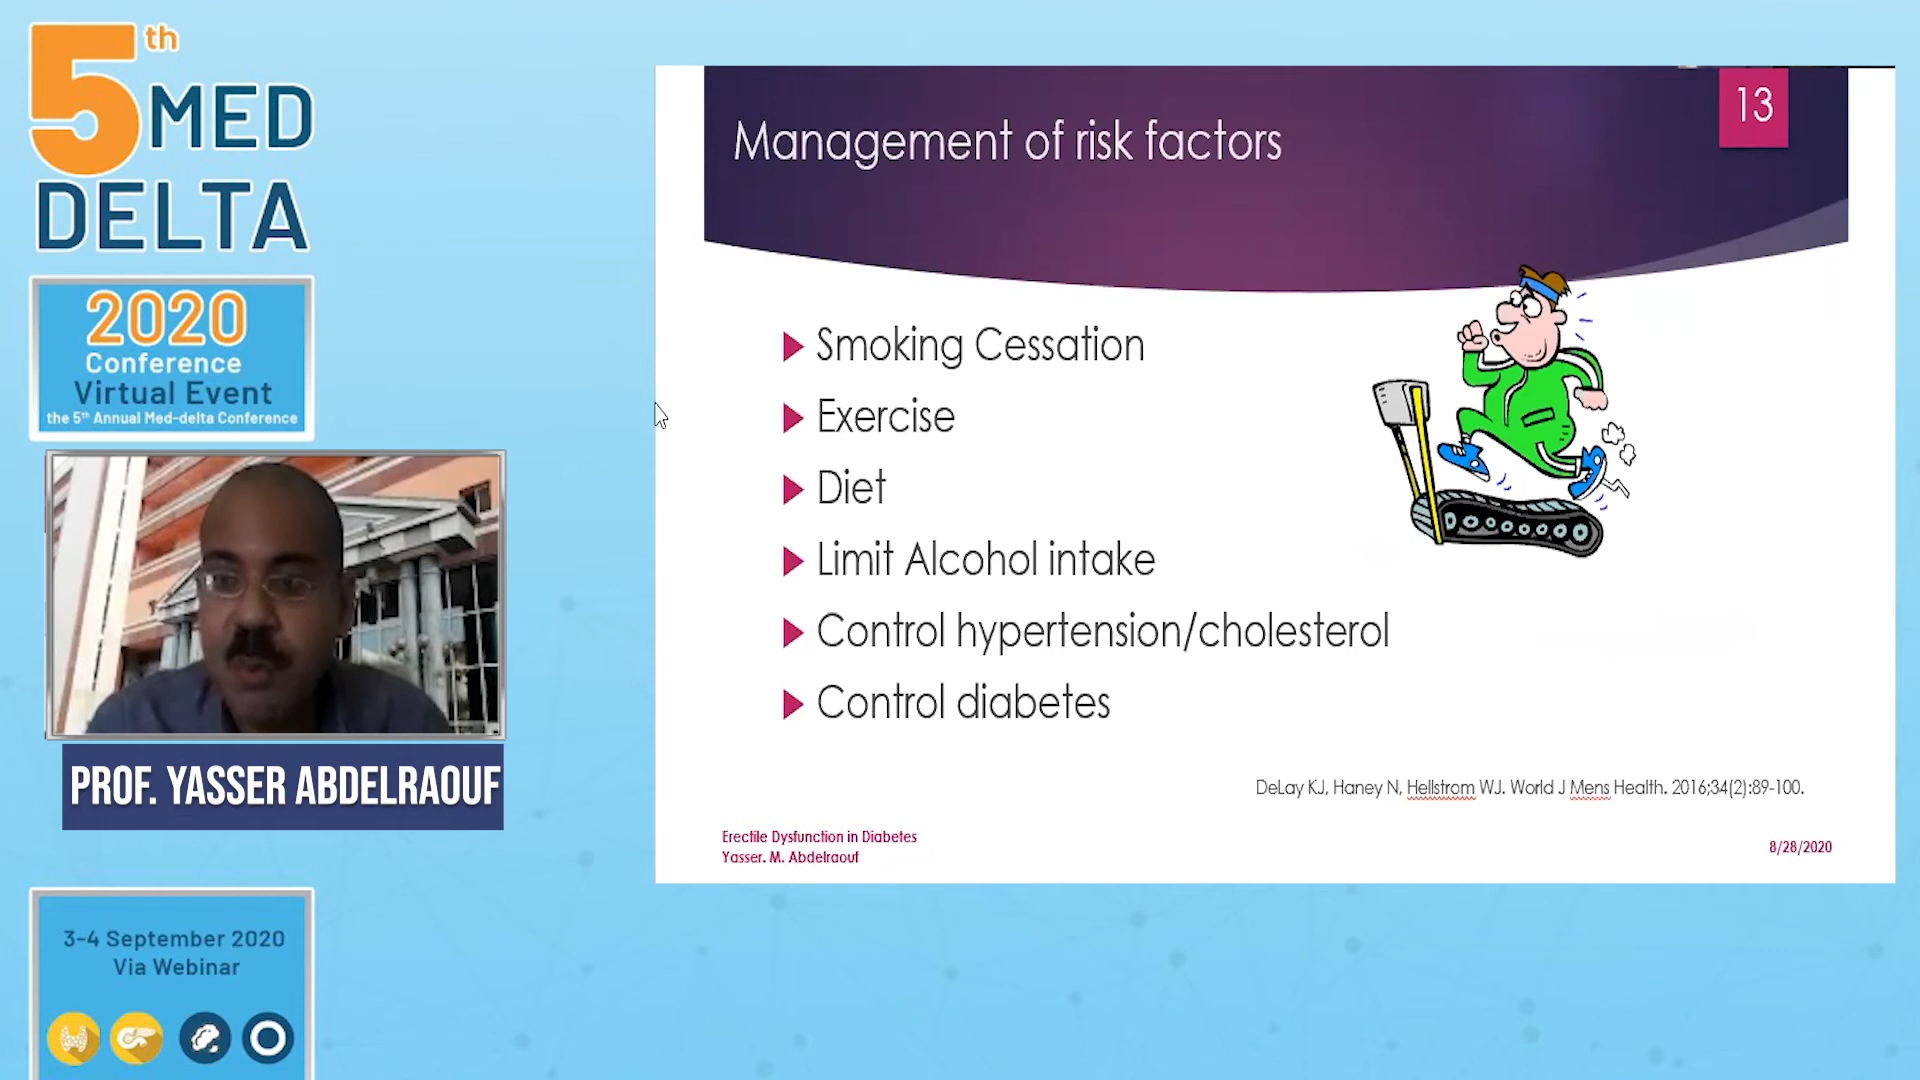 5th
MED
DELTA
2020
Conference
Virtual Event
the 5th Annual Med-delta Conference
PROF. YASSER ABDELRAOUF
3-4 September 2020
Via Webinar
13
Management of risk factors
Smoking Cessation
Exercise
Diet
Limit Alcohol intake
Control hypertension/cholesterol
Control diabetes
DeLay KJ, Haney N, Hellstrom WJ. World J Mens Health. 2016;34(2):89-100.
Erectile Dysfunction in Diabetes
Yasser. M. Abdelraouf
8/28/2020